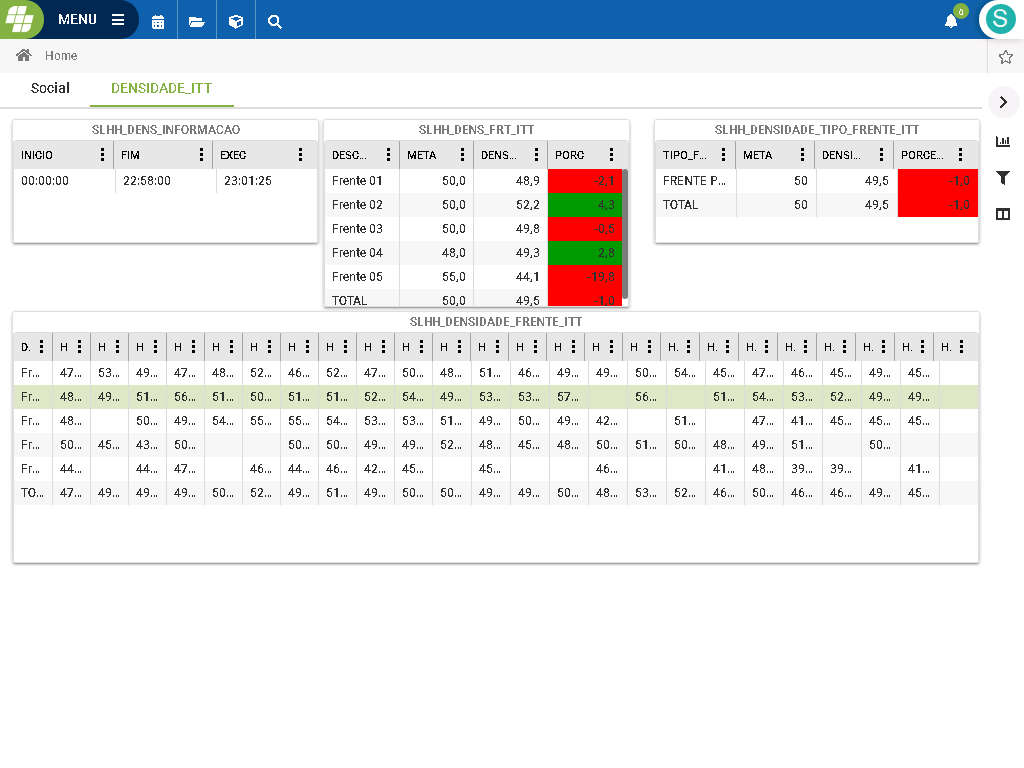 MENU
0
S
Home
Social DENSIDADE_ITT
SLHH_DENS_INFORMACAO
INICIO FIM EXEC
00:00:00 22:58:00 23:01:25
SLHH_DENS_FRT_ITT
DESC... META DENS... PORC
Frente 01 50,0 48,9 -2,1
Frente 02 50,0 52,2 4,3
Frente 03 50,0 49,8 -0,5
Frente 04 48,0 49,3 2,8
Frente 05 55,0 44,1 -19,8
TOTAL 50,0 49,5 -1,0
SLHH_DENSIDADE_TIPO_FRENTE_ITT
TIPO_F... META DENSI... PORCE...
FRENTE P... 50 49,5 -1,0
TOTAL 50 49,5 -1,0
SLHH_DENSIDADE_FRENTE_ITT
D. H H H H H H H H H H H H H H H H H. H. H. H. H. H. H. H.
Fr... 47... 53... 49... 47... 48... 52... 46... 52... 47... 50... 48... 51... 46... 49... 49... 50... 54... 45... 47... 46... 45... 49... 45...
Fr... 48... 49... 51... 56... 51... 50... 51... 51... 52... 54... 49... 53... 53... 57... 56... 51... 54... 53... 52... 49... 49...
Fr... 48... 50... 49... 54... 55... 55... 54... 53... 53... 51... 49... 50... 49... 42... 51... 47... 41... 45... 45... 45...
Fr... 50... 45... 43... 50... 50... 50... 49... 49... 52... 48... 45... 48... 50... 51... 50... 48... 49... 51... 50...
Fr... 44... 44... 47... 46... 44... 46... 42... 45... 45... 46... 41... 48... 39... 39... 41...
TO... 47... 49... 49... 49... 50... 52... 49... 51... 49... 50... 50... 49... 49... 50... 48... 53... 52... 46... 50... 46... 46... 49... 45...